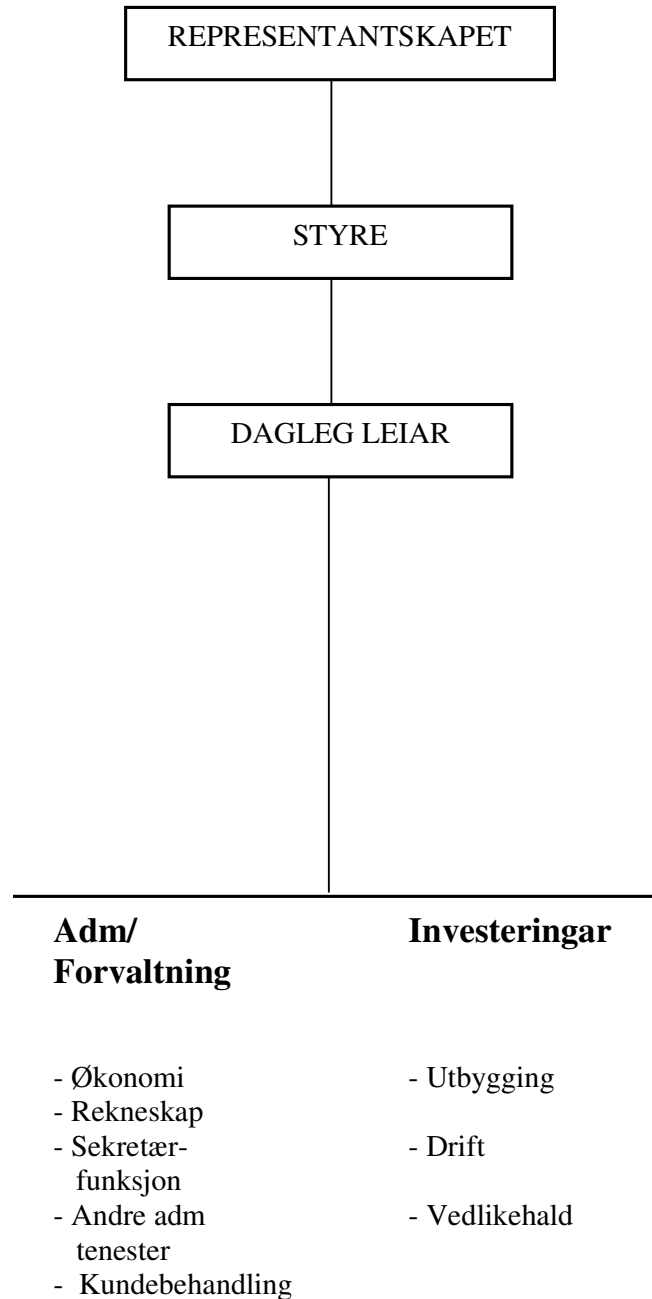 REPRESENTANTSKAPET
STYRE
DAGLEG LEIAR
Adm/
Forvaltning
- Økonomi
- Rekneskap
- Sekretær-
funksjon
- Andre adm
tenester
- Kundebehandling
Investeringar
- Utbygging
- Drift
- Vedlikehald